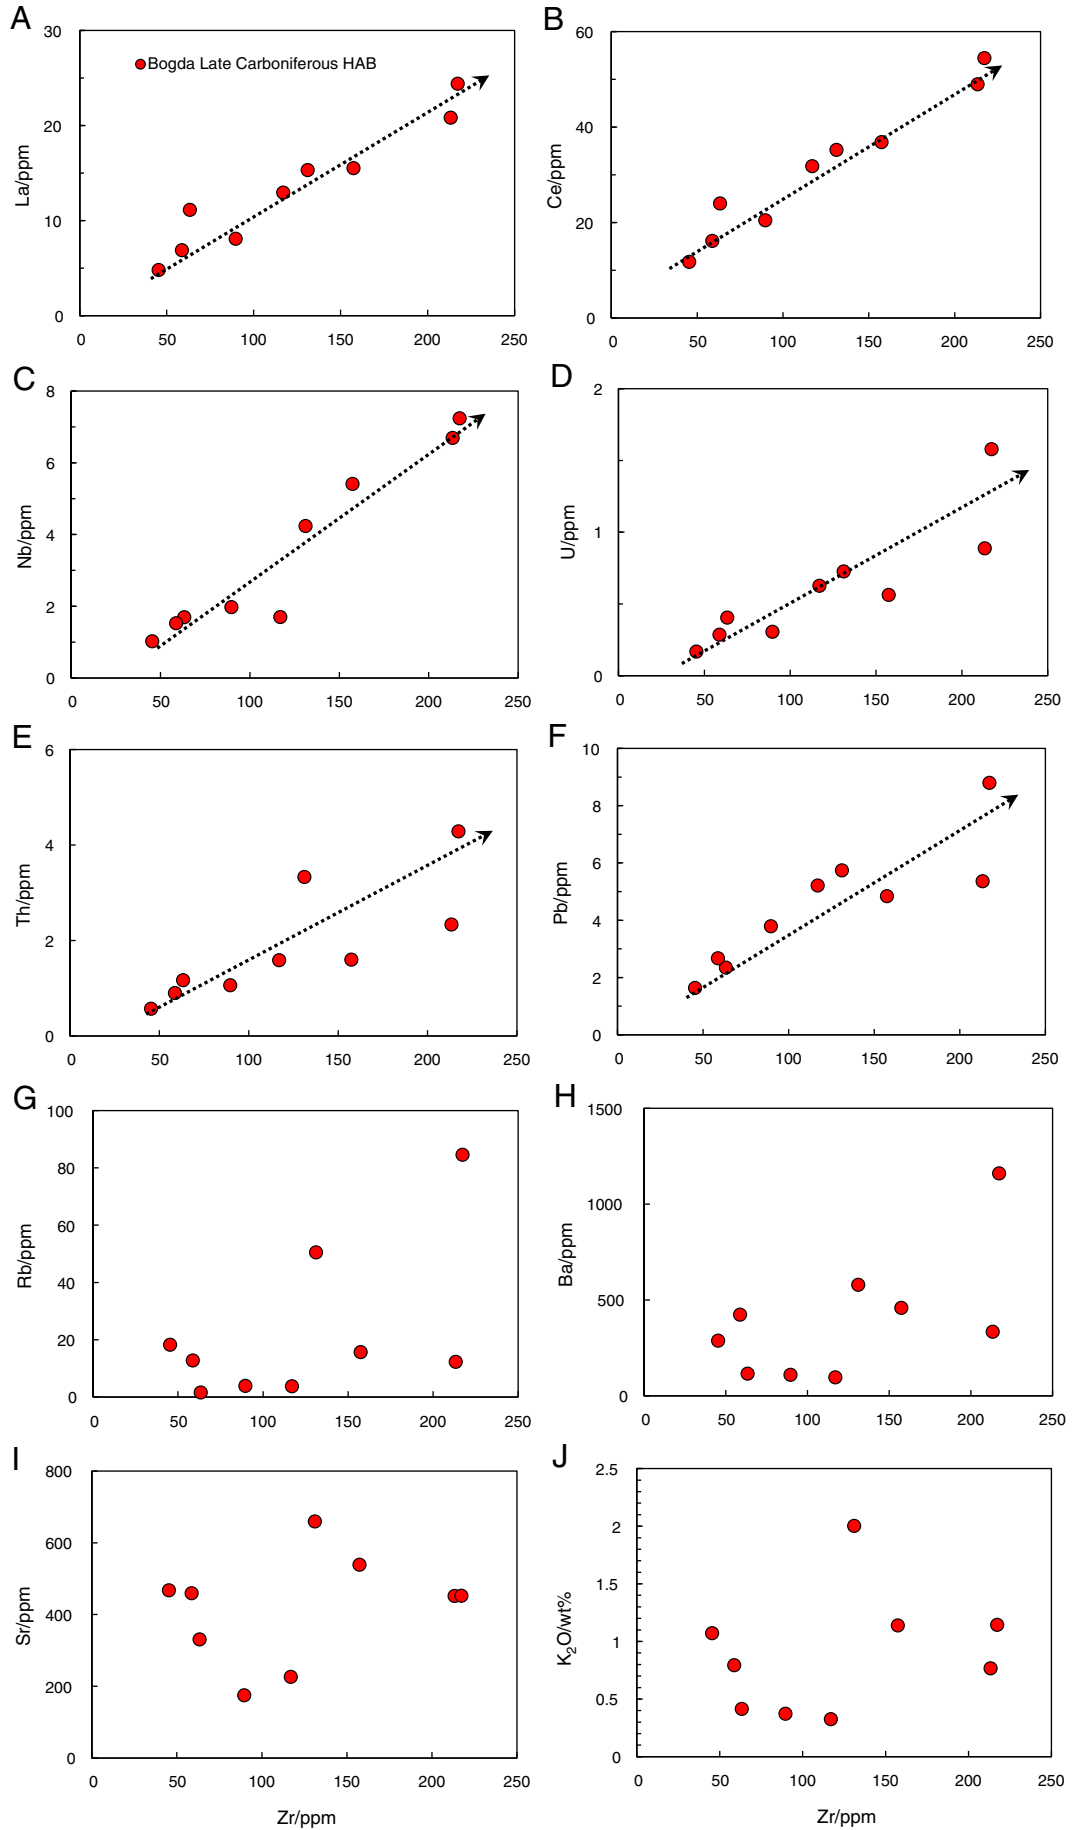 A
La/ppm
30
20
10
0
0 50 100 150 200 250
Bogda Late Carboniferous HAB
B
Ce/ppm
60
40
20
0
0 50 100 150 200 250
C
Nb/ppm
8
6
4
2
0
0 50 100 150 200 250
D
U/ppm
2
1
0
0 50 100 150 200 250
E
Th/ppm
6
4
2
0
0 50 100 150 200 250
F
Pb/ppm
10
8
6
4
2
0
0 50 100 150 200 250
G
Rb/ppm
100
80
60
40
20
0
0 50 100 150 200 250
H
Ba/ppm
1500
1000
500
0
0 50 100 150 200 250
I
Sr/ppm
800
600
400
200
0
0 50 100 150 200 250
Zr/ppm
J
K₂O/wt%
2.5
2
1.5
1
0.5
0
0 50 100 150 200 250
Zr/ppm